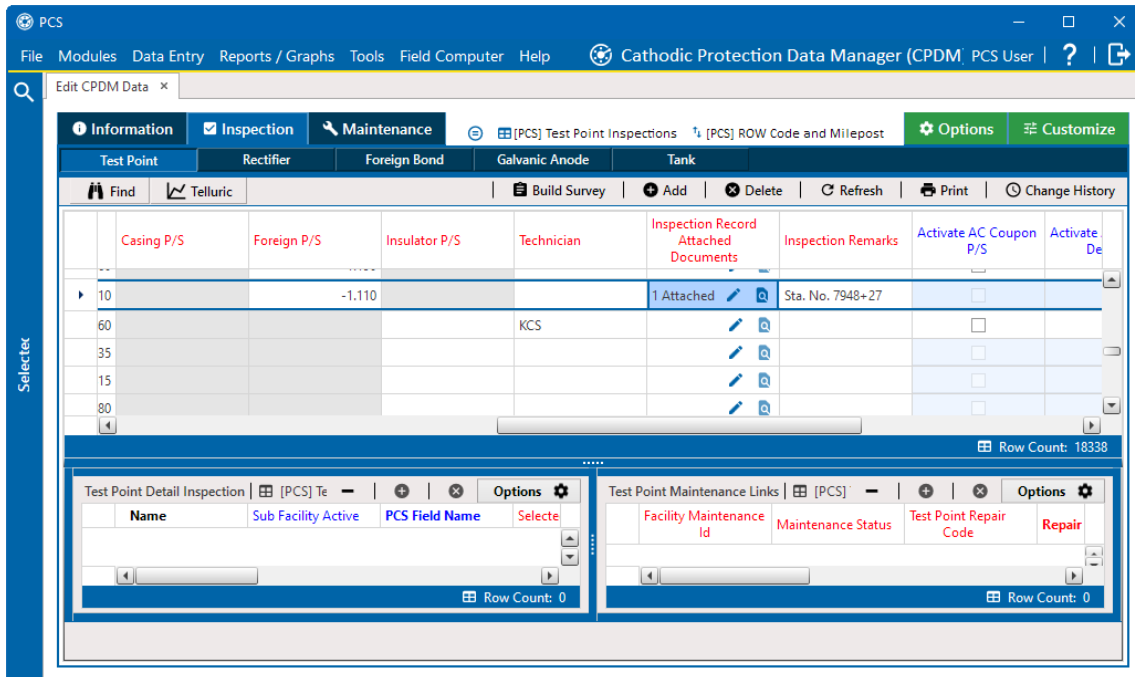 PCS
File Modules Data Entry Reports / Graphs Tools Field Computer Help Cathodic Protection Data Manager (CPDM) PCS User | ? |
Edit CPDM Data ×
Information Inspection Maintenance [PCS] Test Point Inspections [PCS] ROW Code and Milepost Options Customize
Test Point Rectifier Foreign Bond Galvanic Anode Tank
Find Telluric | Build Survey | Add | Delete | Refresh | Print | Change History
Casing P/S Foreign P/S Insulator P/S Technician Inspection Record Attached Documents Inspection Remarks Activate AC Coupon P/S Activate De
10 -1.110 1 Attached Sta. No. 7948+27
60 KCS
35
15
80
Selected
Row Count: 18338
Test Point Detail Inspection | [PCS] Te | Options
Name Sub Facility Active PCS Field Name Selecte
Row Count: 0
Test Point Maintenance Links | [PCS] | Options
Facility Maintenance Id Maintenance Status Test Point Repair Code Repair
Row Count: 0